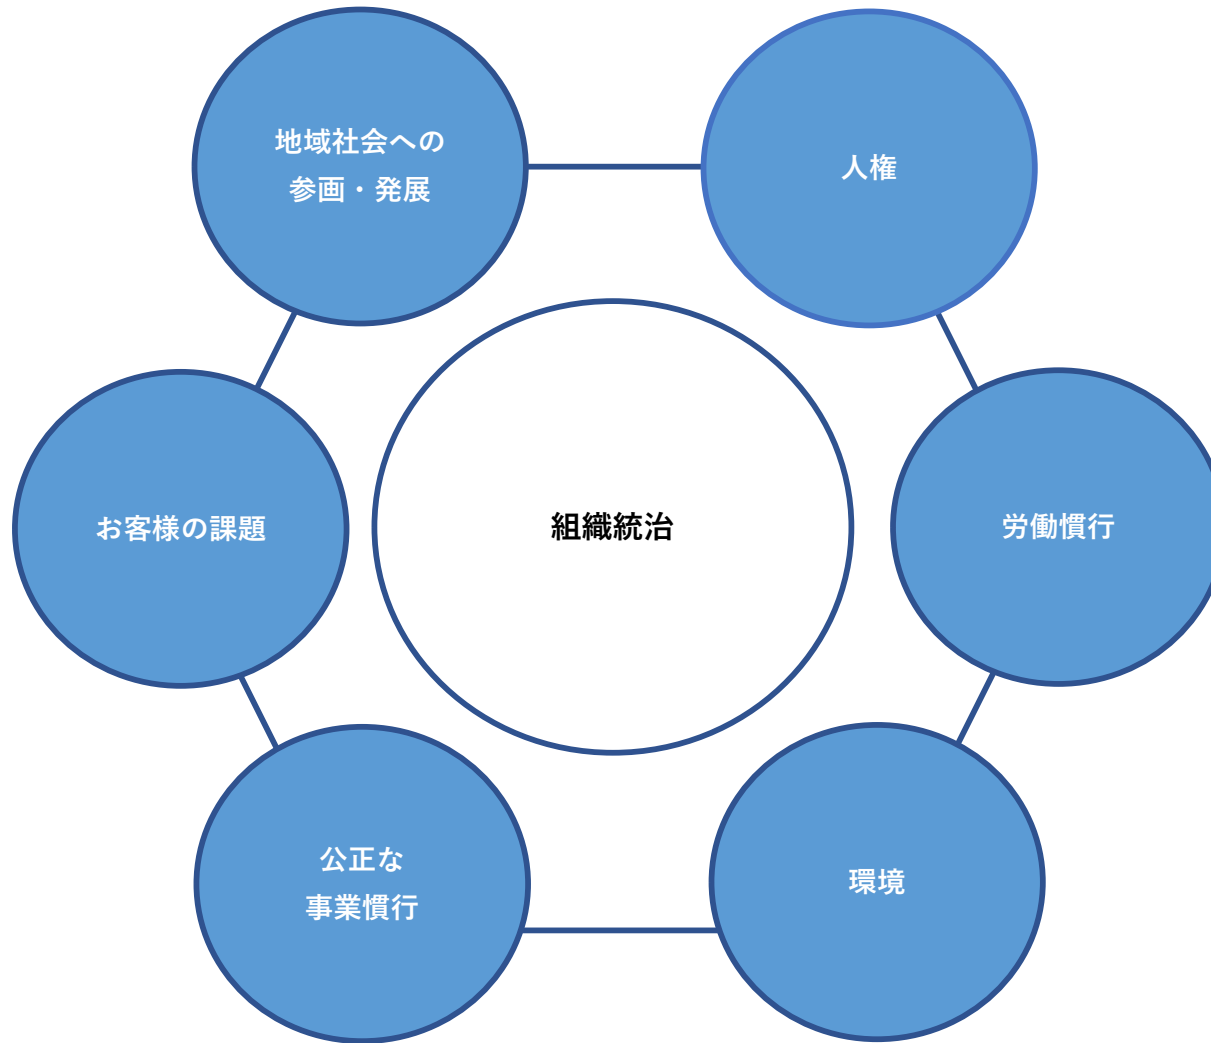 地域社会への
参画・発展
人権
お客様の課題
組織統治
労働慣行
公正な
事業慣行
環境